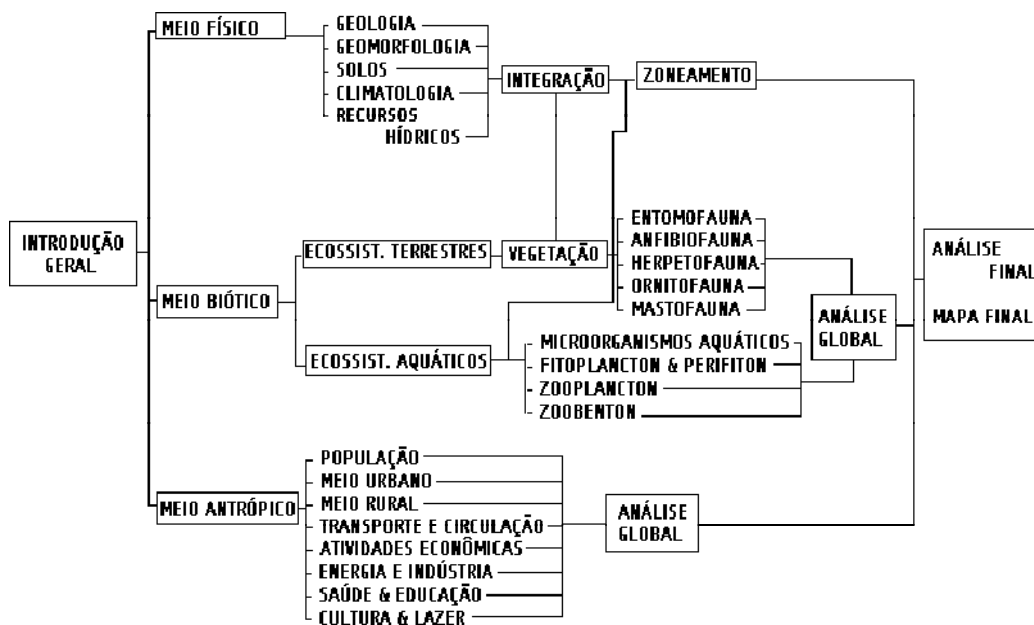 INTRODUÇÃO
GERAL
MEIO FÍSICO
GEOLOGIA
GEOMORFOLOGIA
SOLOS
CLIMATOLOGIA
RECURSOS
HÍDRICOS
INTEGRAÇÃO
ZONEAMENTO
MEIO BIÓTICO
ECOSSIST. TERRESTRES
VEGETAÇÃO
ENTOMOFAUNA
ANFIBIOFAUNA
HERPETOFAUNA
ORNITOFAUNA
MASTOFAUNA
ECOSSIST. AQUÁTICOS
MICROORGANISMOS AQUÁTICOS
FITOPLANCTON & PERIFITON
ZOOPLANCTON
ZOOBENTON
ANÁLISE
GLOBAL
MEIO ANTRÓPICO
POPULAÇÃO
MEIO URBANO
MEIO RURAL
TRANSPORTE E CIRCULAÇÃO
ATIVIDADES ECONÔMICAS
ENERGIA E INDÚSTRIA
SAÚDE & EDUCAÇÃO
CULTURA & LAZER
ANÁLISE
GLOBAL
ANÁLISE
FINAL
MAPA FINAL